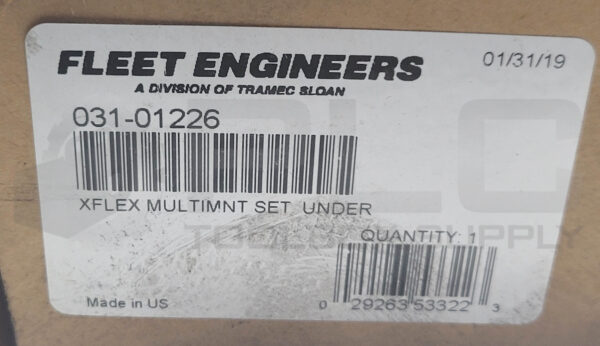 FLEET ENGINEERS
01/31/19
A DIVISION OF TRAMEC SLOAN
031-01226
XFLEX MULTIMNT SET, UNDER
PLC
QUANTITY: 1
Made in US
0 29263 53322 3